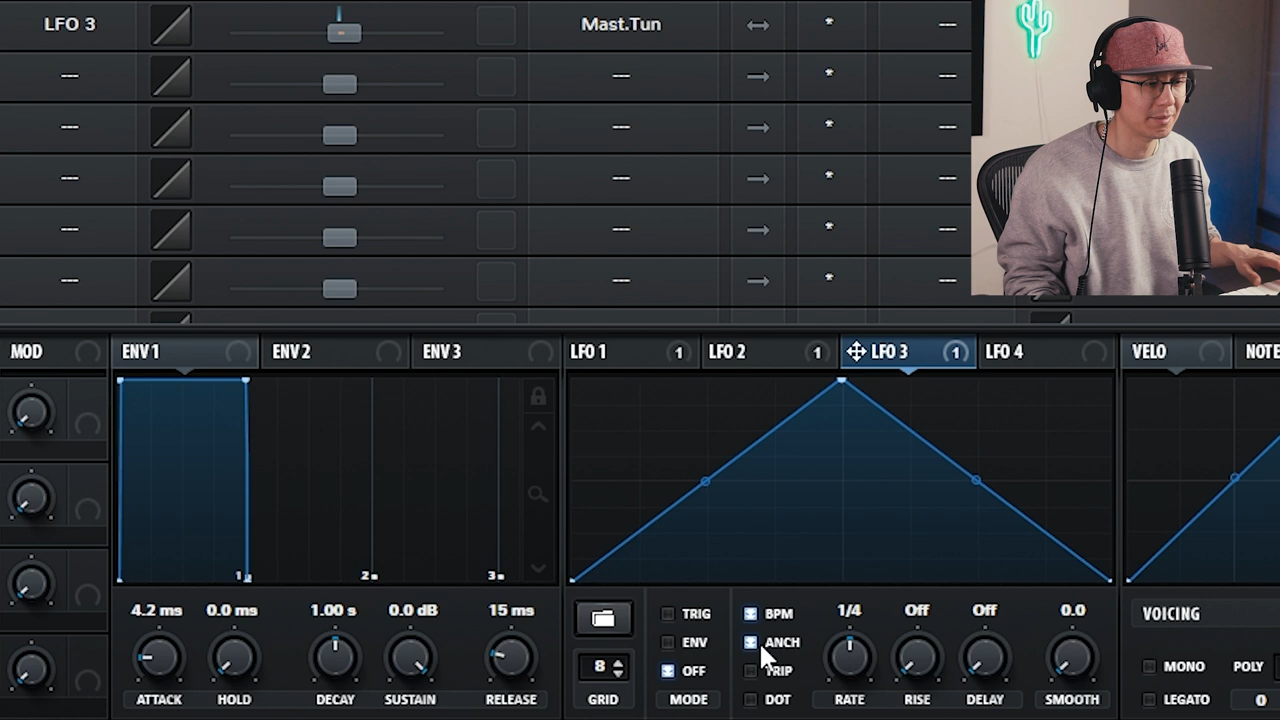 LFO 3 Mast.Tun * ---
--- --- * ---
--- --- * ---
--- --- * ---
--- --- * ---
--- --- * ---
MOD ENV 1 ENV 2 ENV 3 LFO 1 1 LFO 2 1 LFO 3 1 LFO 4 VELO NOTE
1 2 s 3 s
4.2 ms 0.0 ms 1.00 s 0.0 dB 15 ms TRIG BPM 1/4 Off Off 0.0 VOICING
ENV ANCH
8 OFF TRIP MONO POLY
ATTACK HOLD DECAY SUSTAIN RELEASE GRID MODE DOT RATE RISE DELAY SMOOTH LEGATO 0